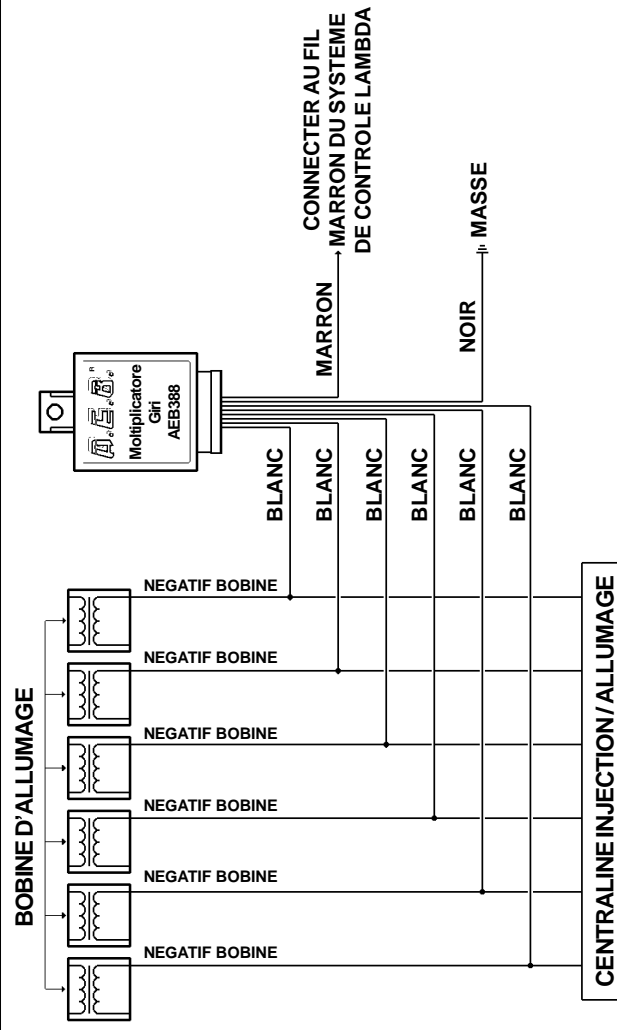 BOBINE D'ALLUMAGE
NEGATIF BOBINE
NEGATIF BOBINE
NEGATIF BOBINE
NEGATIF BOBINE
NEGATIF BOBINE
NEGATIF BOBINE
A.E.B.®
Moltiplicatore
Giri
AEB388
BLANC
BLANC
BLANC
BLANC
BLANC
BLANC
MARRON
CONNECTER AU FIL
MARRON DU SYSTEME
DE CONTROLE LAMBDA
NOIR
MASSE
CENTRALINE INJECTION / ALLUMAGE